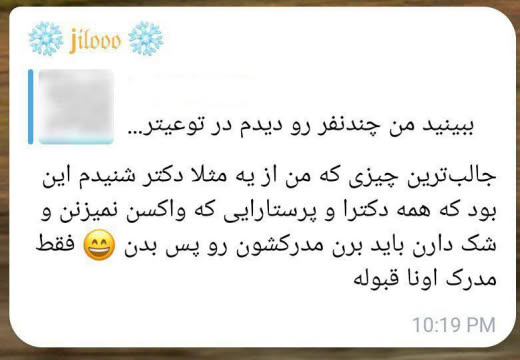 ❄️ jilooo ❄️
ببینید من چندنفر رو دیدم در توعیتر...
جالب‌ترین چیزی که من از یه مثلا دکتر شنیدم این
بود که همه دکترا و پرستارایی که واکسن نمیزنن و
شک دارن باید برن مدرکشون رو پس بدن 😄 فقط
مدرک اونا قبوله
10:19 PM